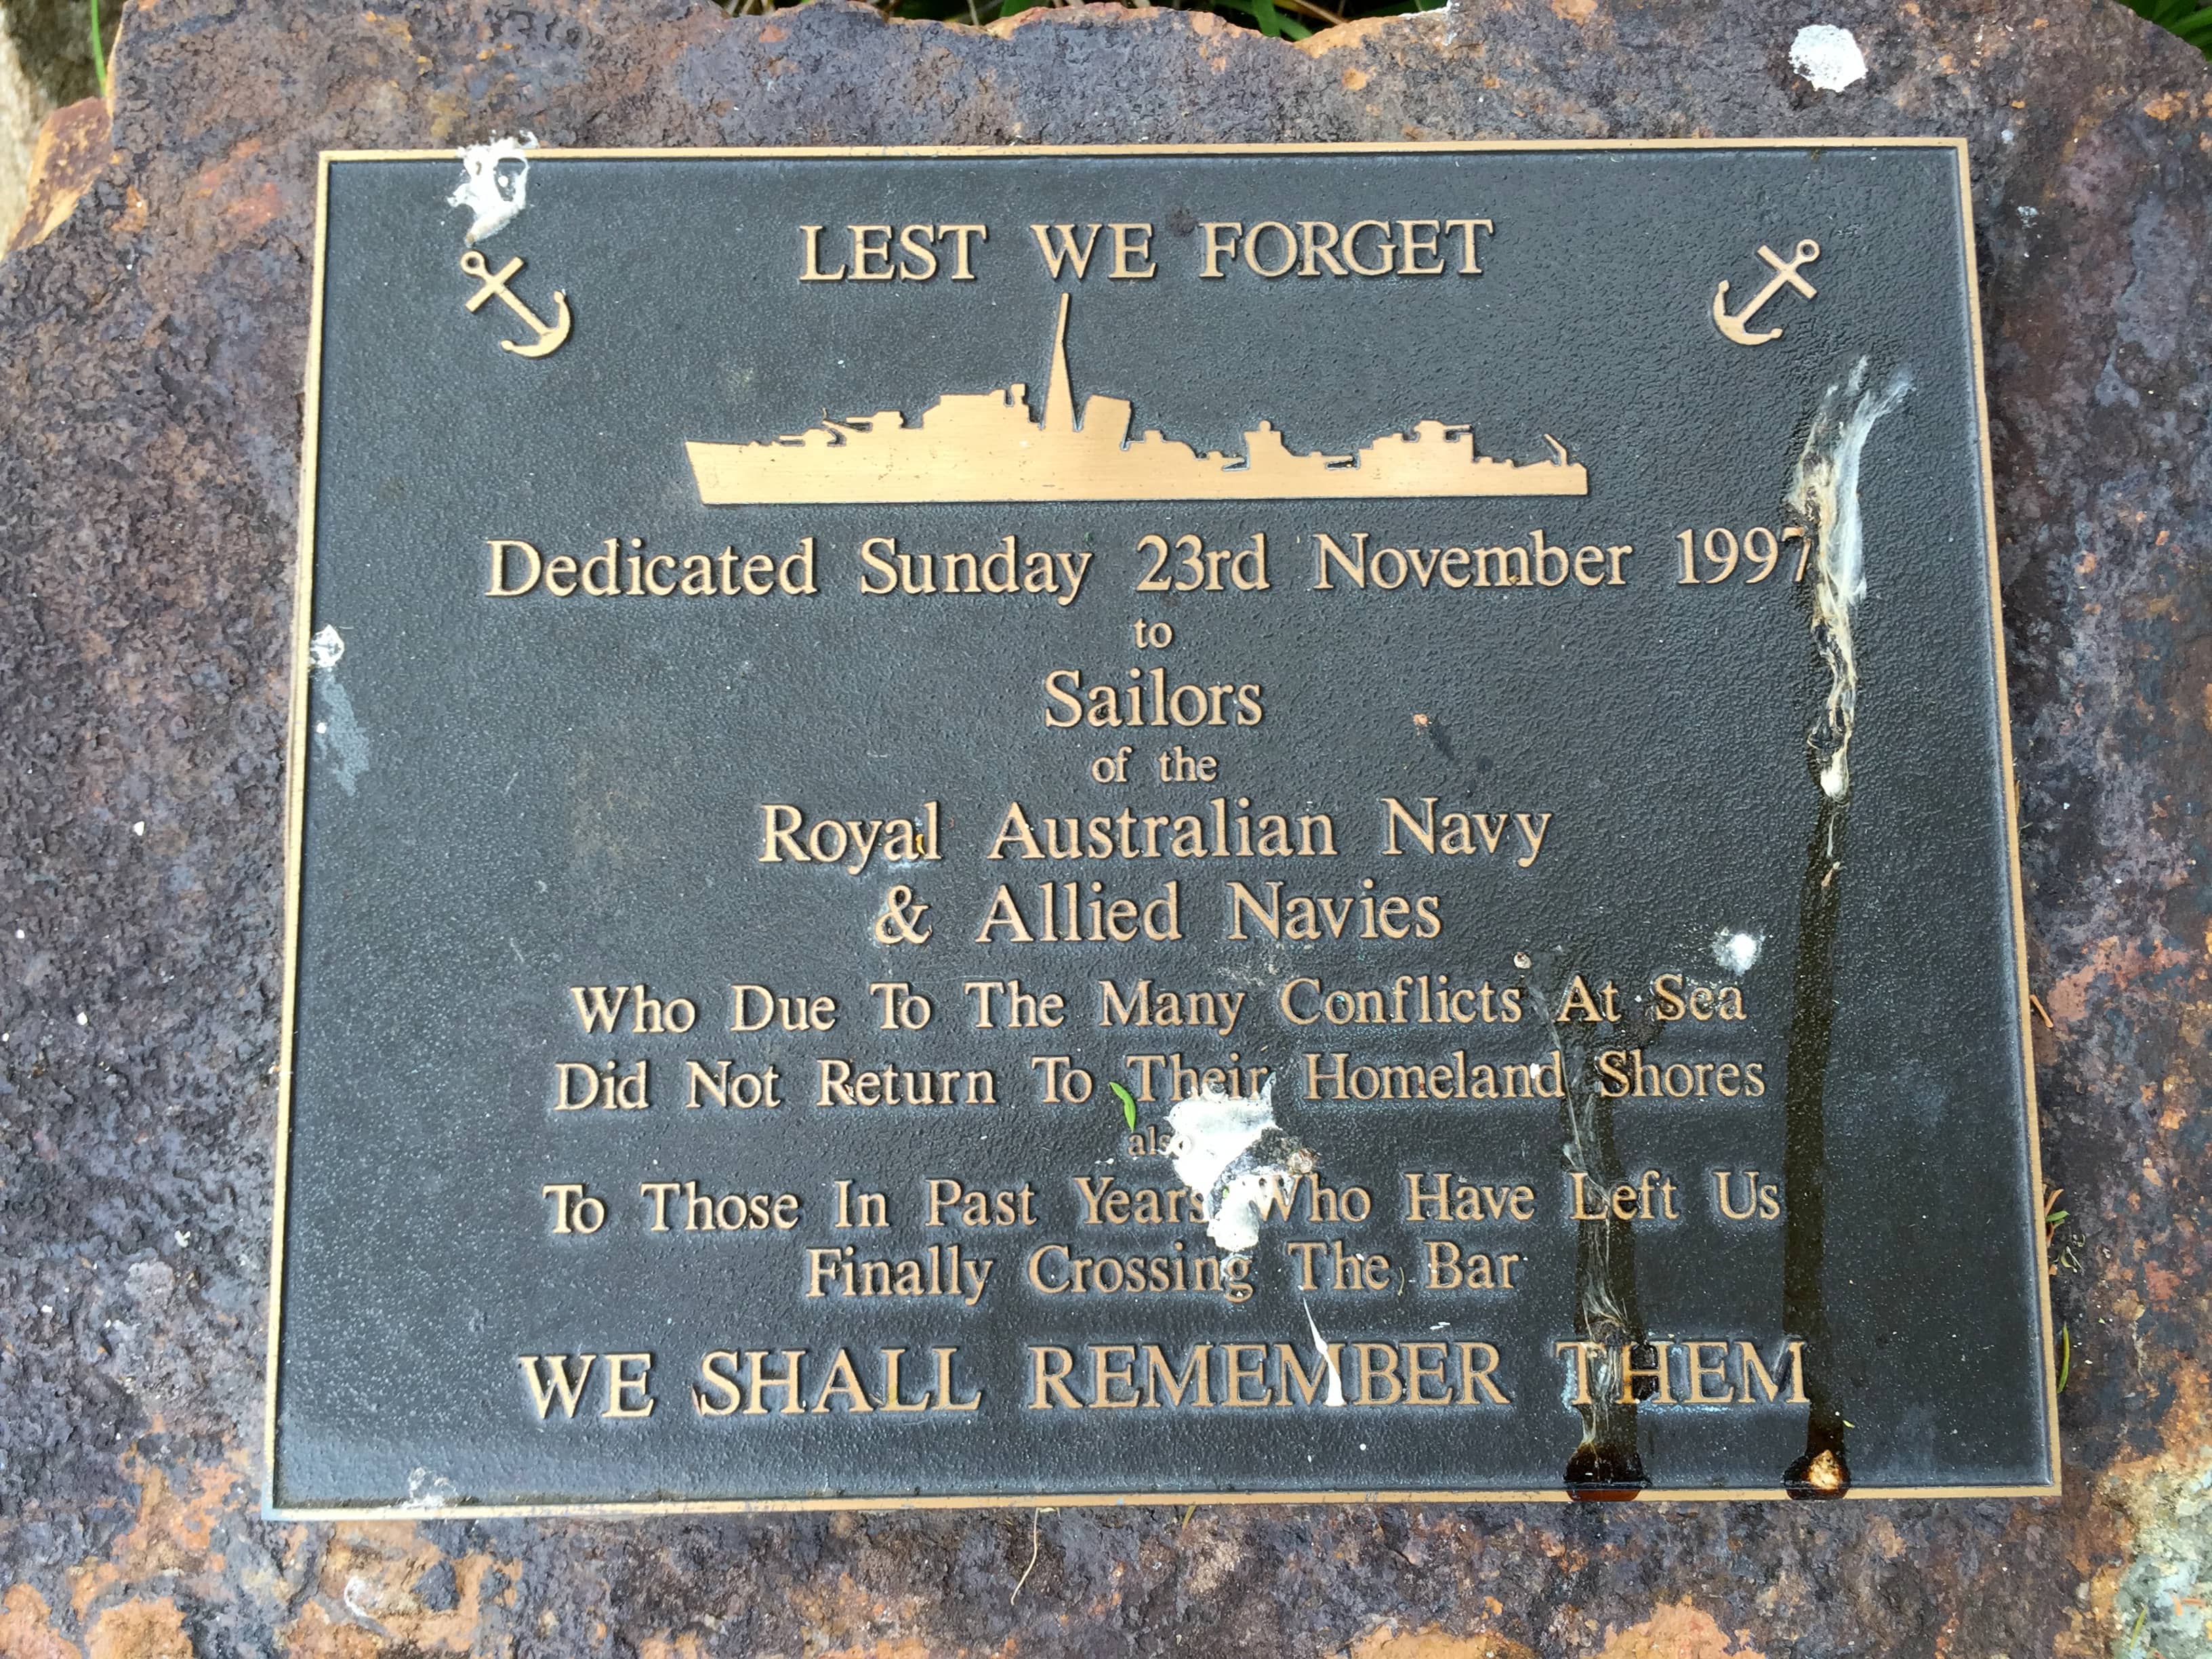 LEST WE FORGET
Dedicated Sunday 23rd November 1997
to
Sailors
of the
Royal Australian Navy
& Allied Navies
Who Due To The Many Conflicts At Sea
Did Not Return To Their Homeland Shores
also
To Those In Past Years Who Have Left Us
Finally Crossing The Bar
WE SHALL REMEMBER THEM